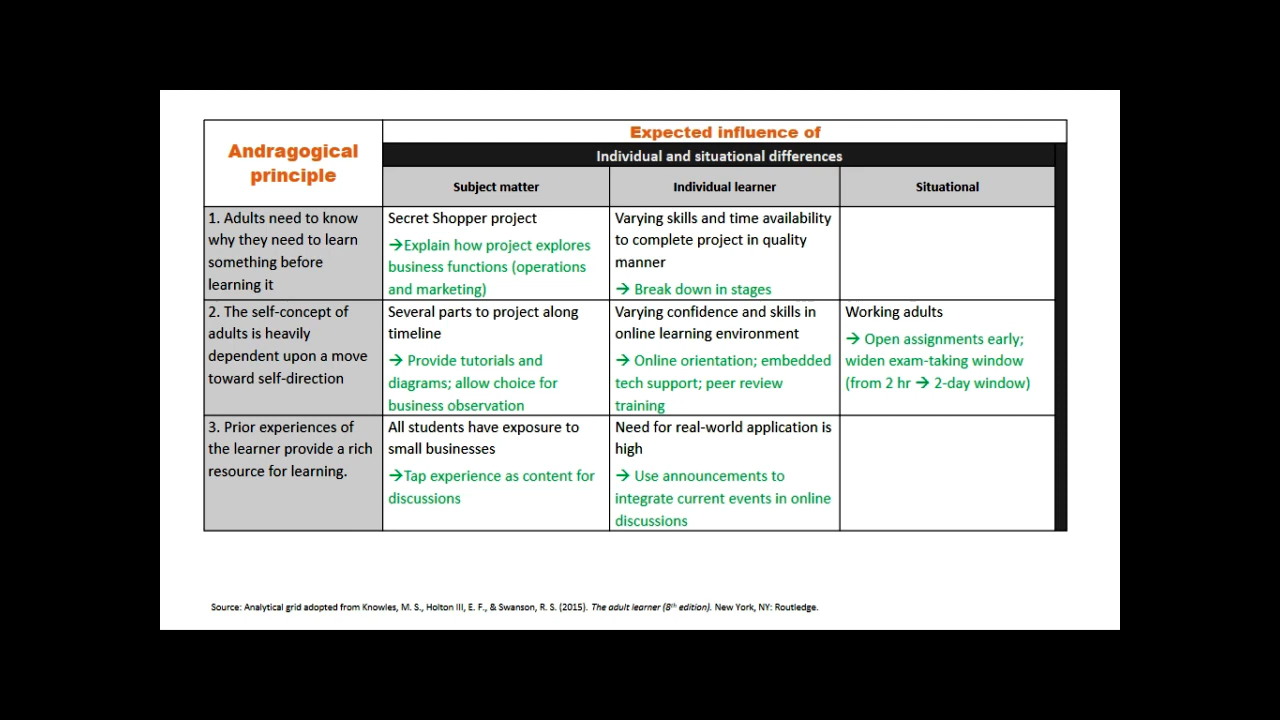 Andragogical
principle
Expected influence of
Individual and situational differences
Subject matter
Individual learner
Situational
1. Adults need to know
why they need to learn
something before
learning it
Secret Shopper project
→Explain how project explores
business functions (operations
and marketing)
Varying skills and time availability
to complete project in quality
manner
→ Break down in stages
2. The self-concept of
adults is heavily
dependent upon a move
toward self-direction
Several parts to project along
timeline
→ Provide tutorials and
diagrams; allow choice for
business observation
Varying confidence and skills in
online learning environment
→ Online orientation; embedded
tech support; peer review
training
Working adults
→ Open assignments early;
widen exam-taking window
(from 2 hr → 2-day window)
3. Prior experiences of
the learner provide a rich
resource for learning.
All students have exposure to
small businesses
→Tap experience as content for
discussions
Need for real-world application is
high
→ Use announcements to
integrate current events in online
discussions
Source: Analytical grid adopted from Knowles, M. S., Holton III, E. F., & Swanson, R. S. (2015). The adult learner (8th edition). New York, NY: Routledge.